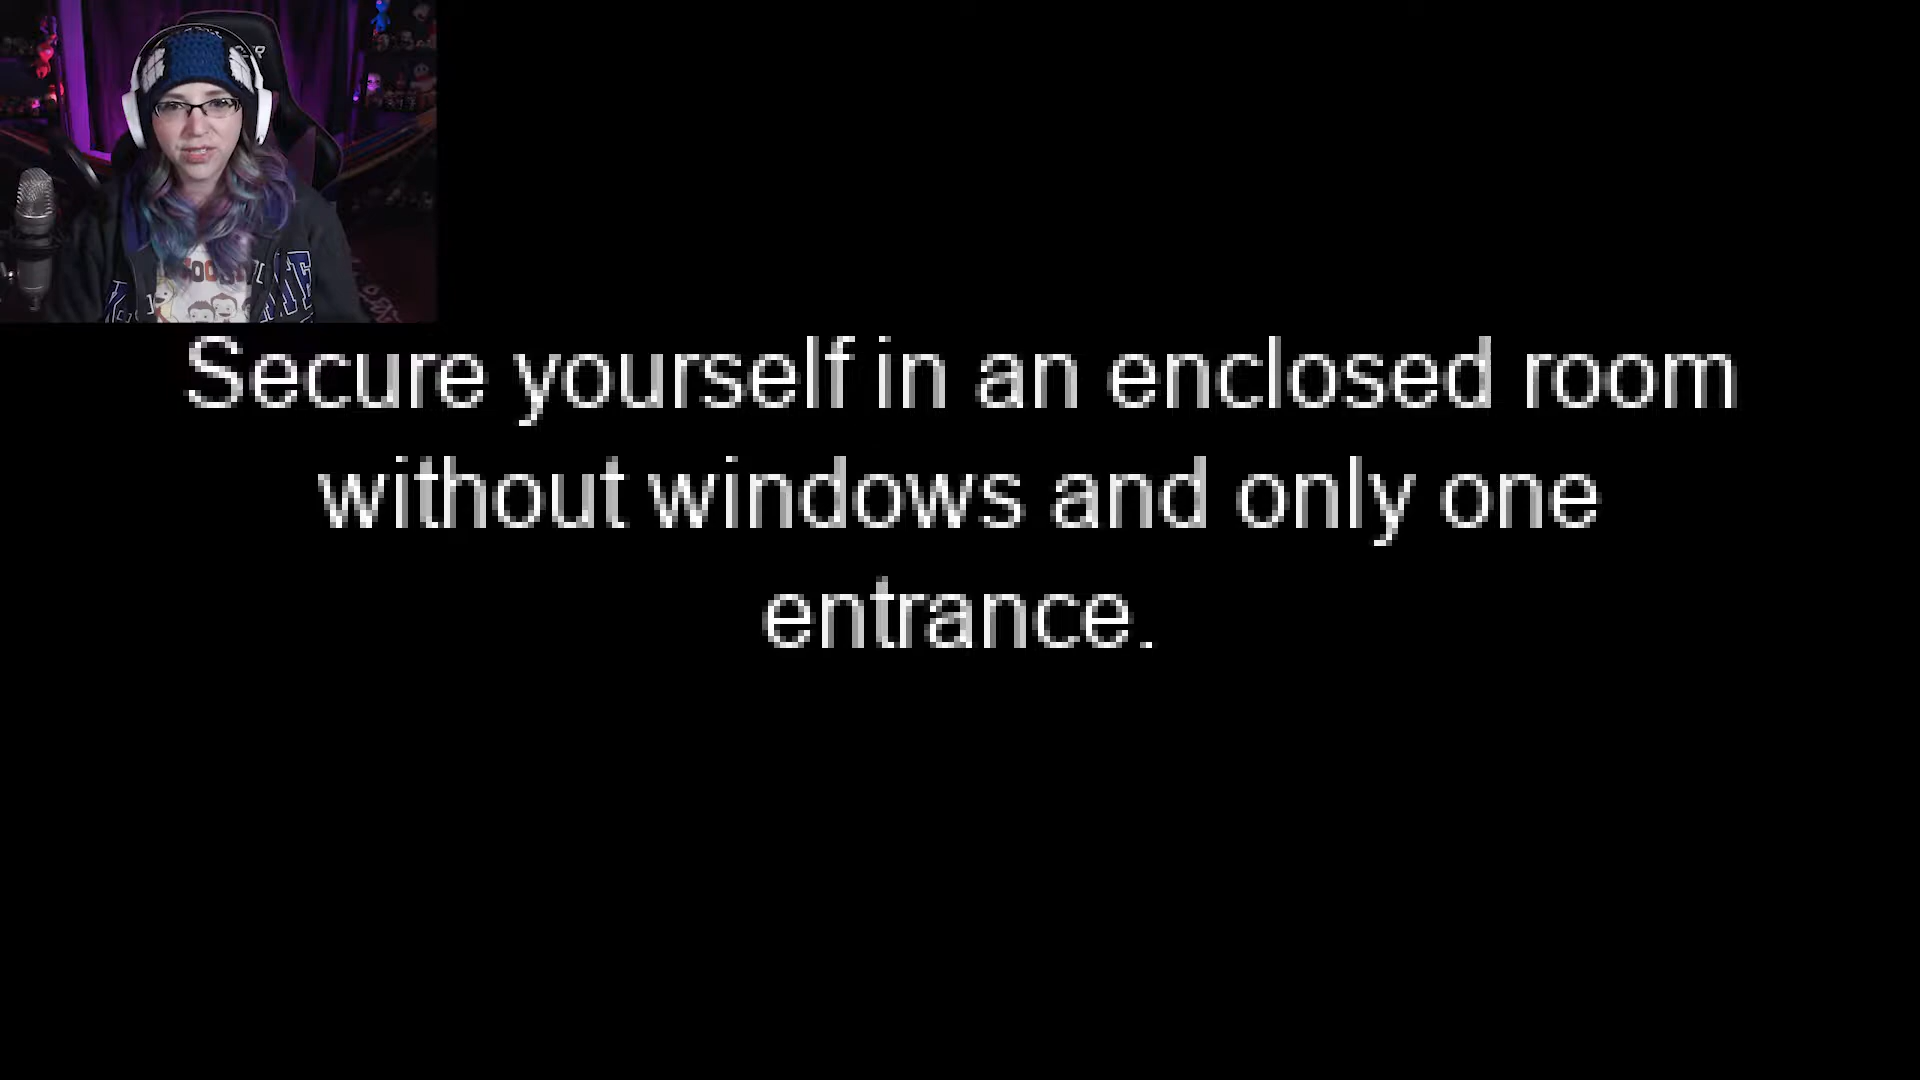 Secure yourself in an enclosed room
without windows and only one
entrance.